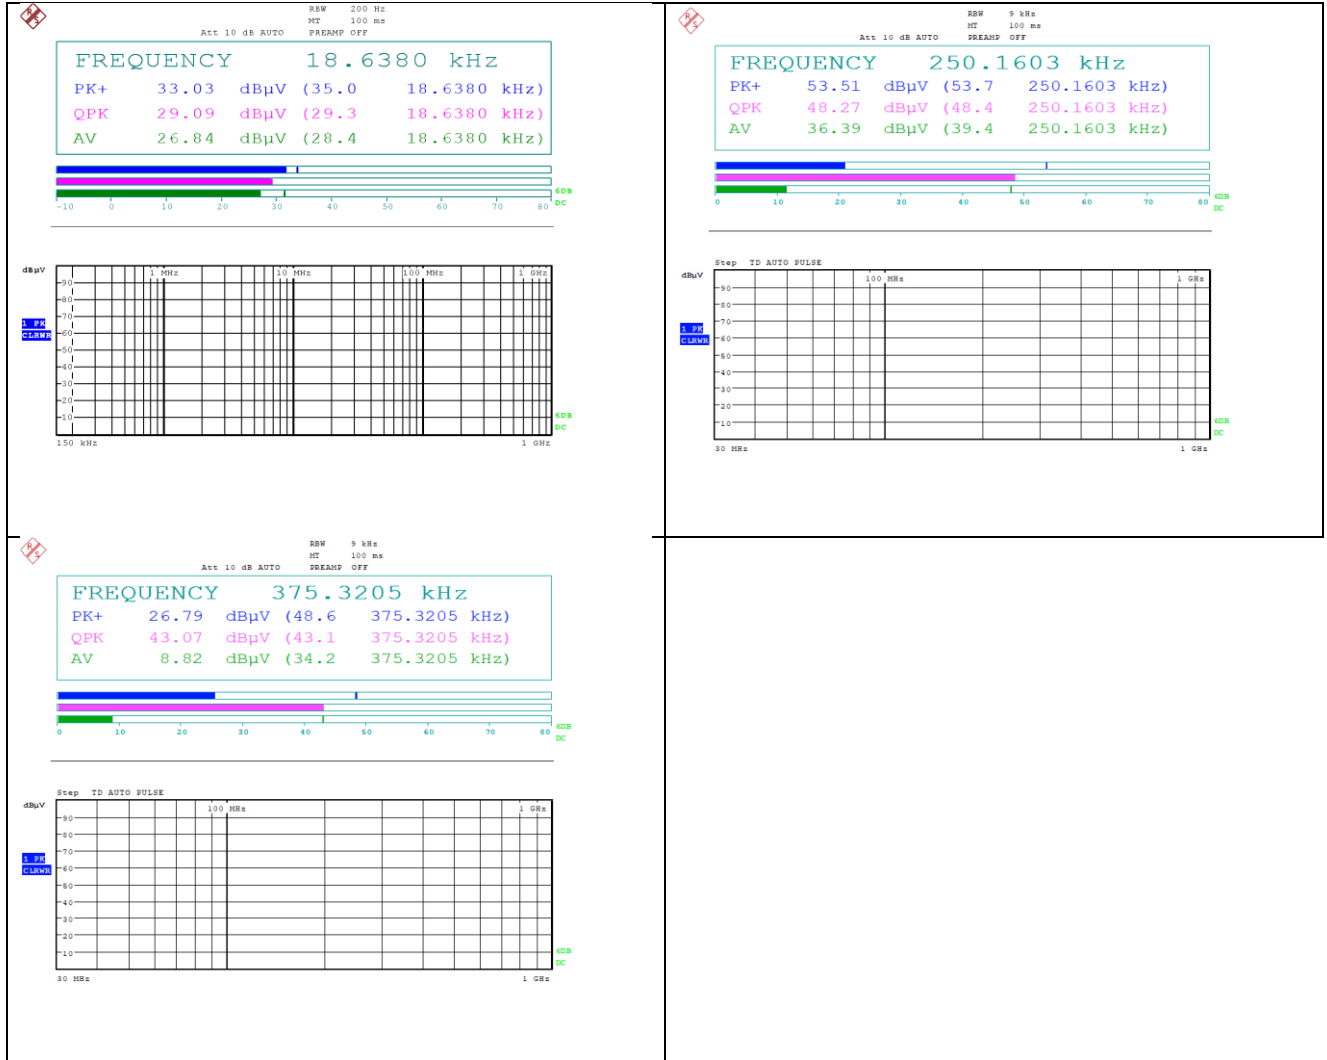 RBW 200 Hz
MT 100 ms
Att 10 dB AUTO PREAMP OFF
FREQUENCY 18.6380 kHz
PK+ 33.03 dBµV (35.0 18.6380 kHz)
QPK 29.09 dBµV (29.3 18.6380 kHz)
AV 26.84 dBµV (28.4 18.6380 kHz)
6DB
-10 0 10 20 30 40 50 60 70 80 DC
dBµV
1 MHz 10 MHz 100 MHz 1 GHz
90
80
70
1 PK
CLRWR
60
50
40
30
20
10
6DB
DC
150 kHz 1 GHz
RBW 9 kHz
MT 100 ms
Att 10 dB AUTO PREAMP OFF
FREQUENCY 250.1603 kHz
PK+ 53.51 dBµV (53.7 250.1603 kHz)
QPK 48.27 dBµV (48.4 250.1603 kHz)
AV 36.39 dBµV (39.4 250.1603 kHz)
6DB
0 10 20 30 40 50 60 70 80 DC
Step TD AUTO PULSE
dBµV
100 MHz 1 GHz
90
80
70
1 PK
CLRWR
60
50
40
30
20
10
6DB
DC
30 MHz 1 GHz
RBW 9 kHz
MT 100 ms
Att 10 dB AUTO PREAMP OFF
FREQUENCY 375.3205 kHz
PK+ 26.79 dBµV (48.6 375.3205 kHz)
QPK 43.07 dBµV (43.1 375.3205 kHz)
AV 8.82 dBµV (34.2 375.3205 kHz)
6DB
0 10 20 30 40 50 60 70 80 DC
Step TD AUTO PULSE
dBµV
100 MHz 1 GHz
90
80
70
1 PK
CLRWR
60
50
40
30
20
10
6DB
DC
30 MHz 1 GHz